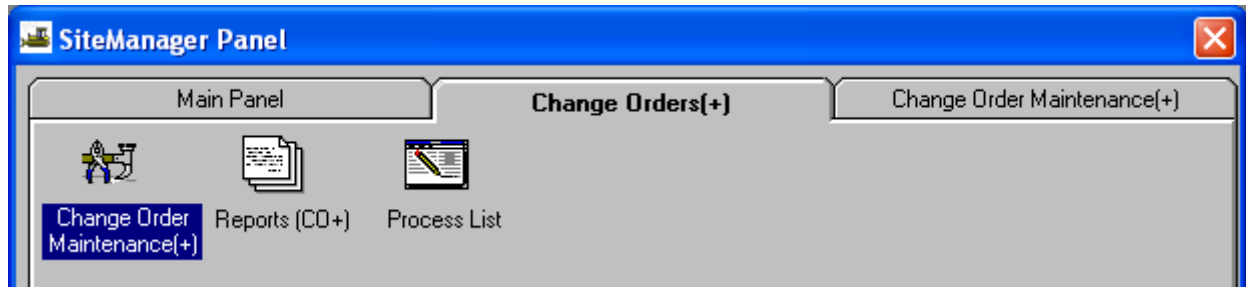 SiteManager Panel
Main Panel
Change Orders(+)
Change Order Maintenance(+)
Change Order
Maintenance(+)
Reports (CO+)
Process List